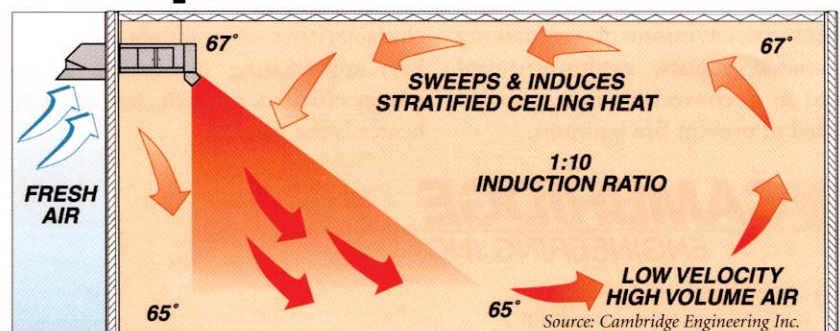 67°
67°
SWEEPS & INDUCES
STRATIFIED CEILING HEAT
1:10
INDUCTION RATIO
FRESH
AIR
LOW VELOCITY
HIGH VOLUME AIR
65°
65°
Source: Cambridge Engineering Inc.